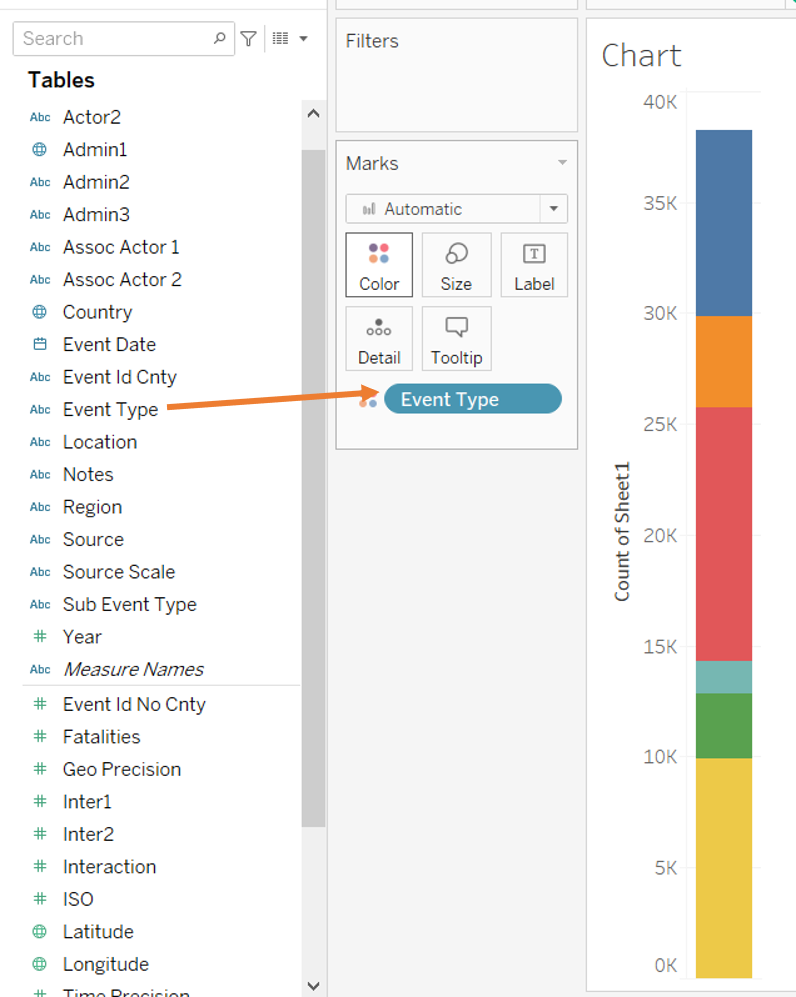 Search
Tables
Abc Actor2
Admin1
Abc Admin2
Abc Admin3
Abc Assoc Actor 1
Abc Assoc Actor 2
Country
Event Date
Abc Event Id Cnty
Abc Event Type
Abc Location
Abc Notes
Abc Region
Abc Source
Abc Source Scale
Abc Sub Event Type
# Year
Abc Measure Names
# Event Id No Cnty
# Fatalities
# Geo Precision
# Inter1
# Inter2
# Interaction
# ISO
Latitude
Longitude
# Time Precision
Filters
Marks
Automatic
Color
Size
T
Label
Detail
Tooltip
Event Type
Chart
Count of Sheet1
40K
35K
30K
25K
20K
15K
10K
5K
0K